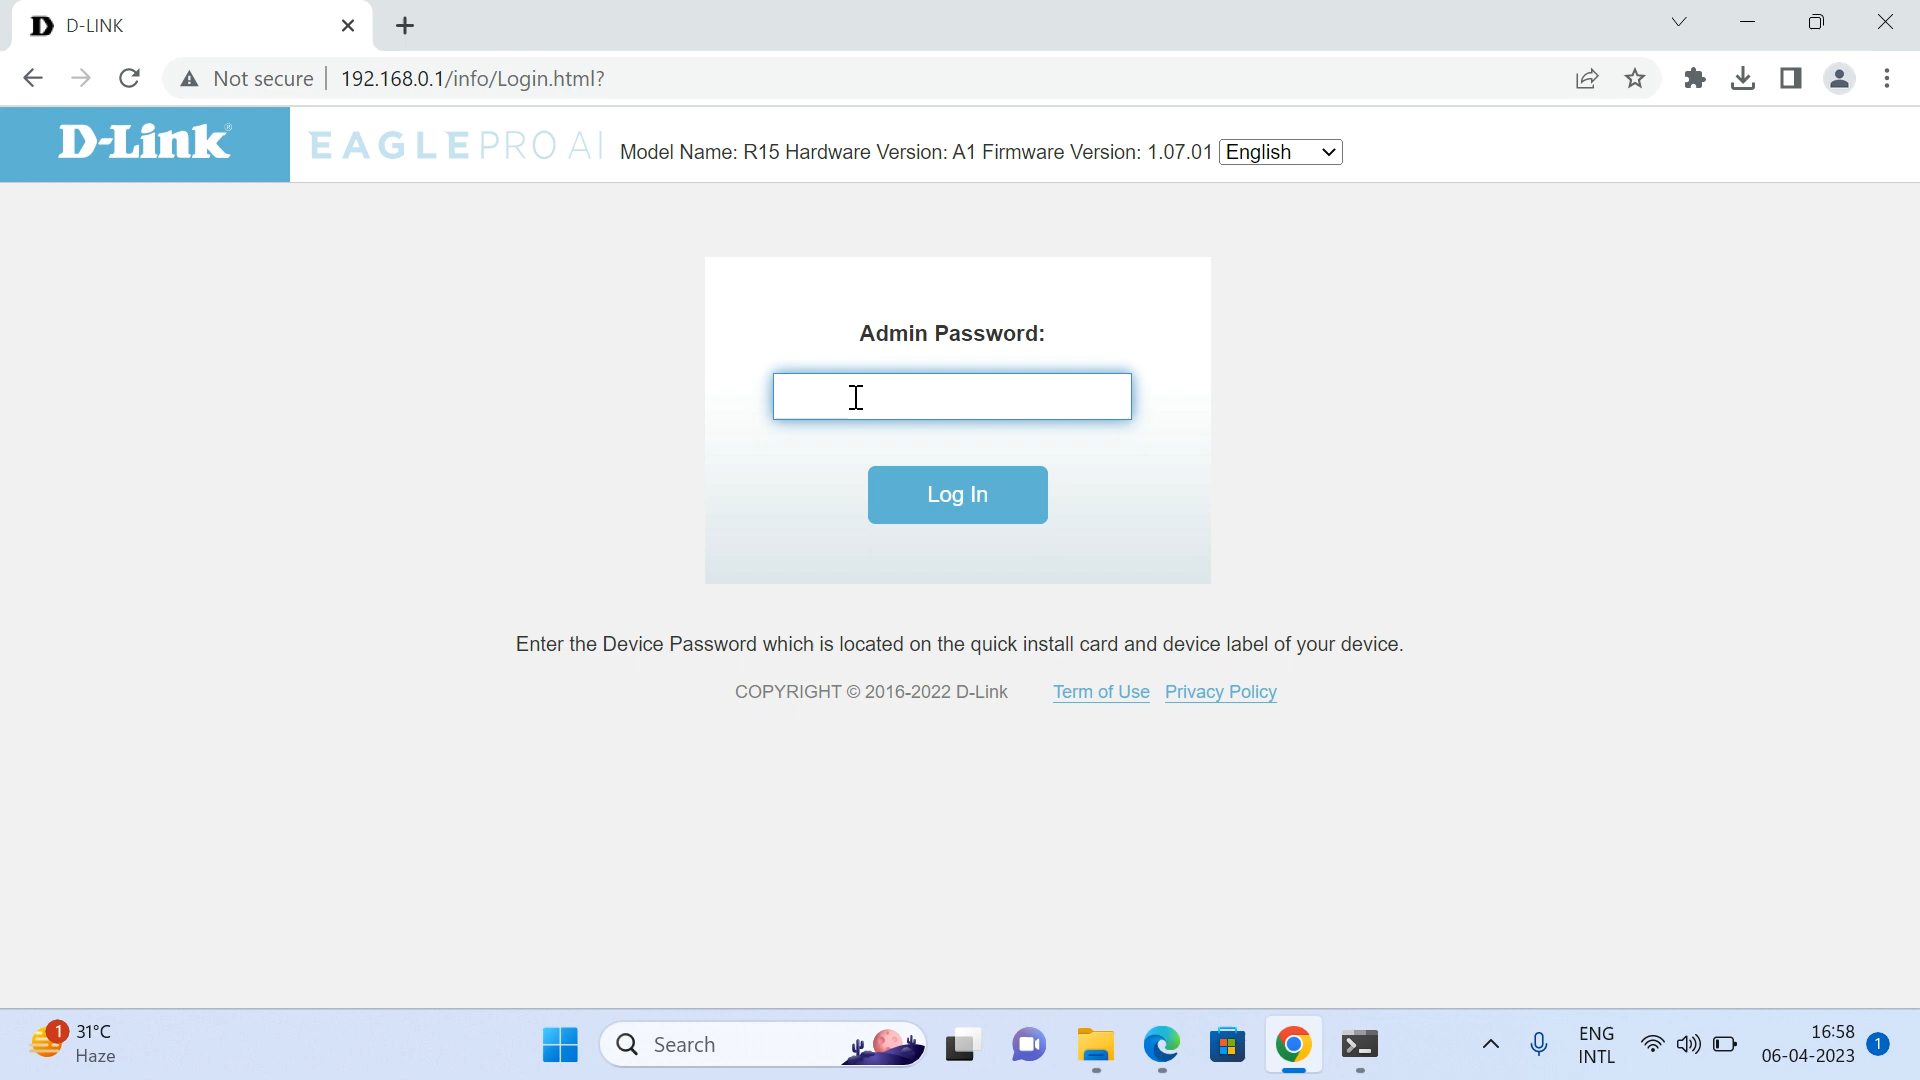 D-LINK
Not secure 192.168.0.1/info/Login.html?
D-Link®
EAGLE PRO AI
Model Name: R15 Hardware Version: A1 Firmware Version: 1.07.01 English
Admin Password:
Log In
Enter the Device Password which is located on the quick install card and device label of your device.
COPYRIGHT © 2016-2022 D-Link Term of Use Privacy Policy
1
31°C
Haze
Search
ENG
INTL
16:58
06-04-2023
1